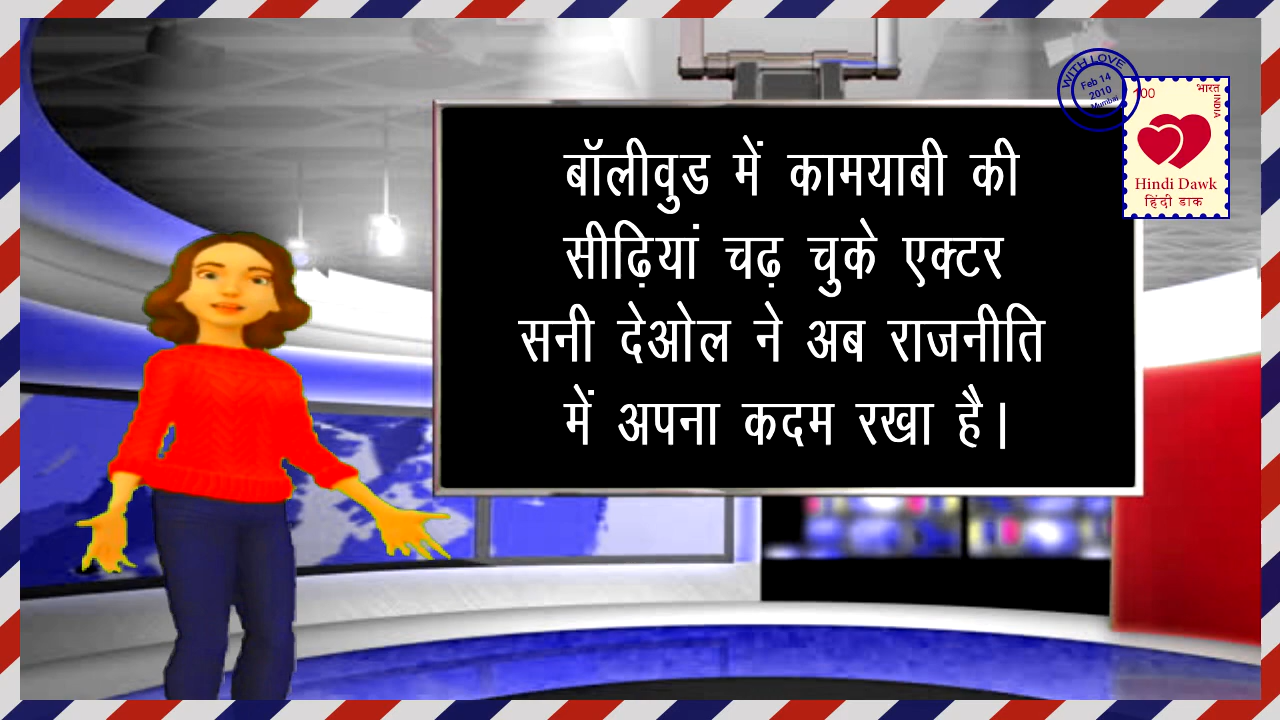 बॉलीवुड में कामयाबी की
सीढ़ियां चढ़ चुके एक्टर
सनी देओल ने अब राजनीति
में अपना कदम रखा है।
WITH LOVE
Feb 14
2010
Mumbai
100
भारत
INDIA
Hindi Dawk
हिंदी डाक